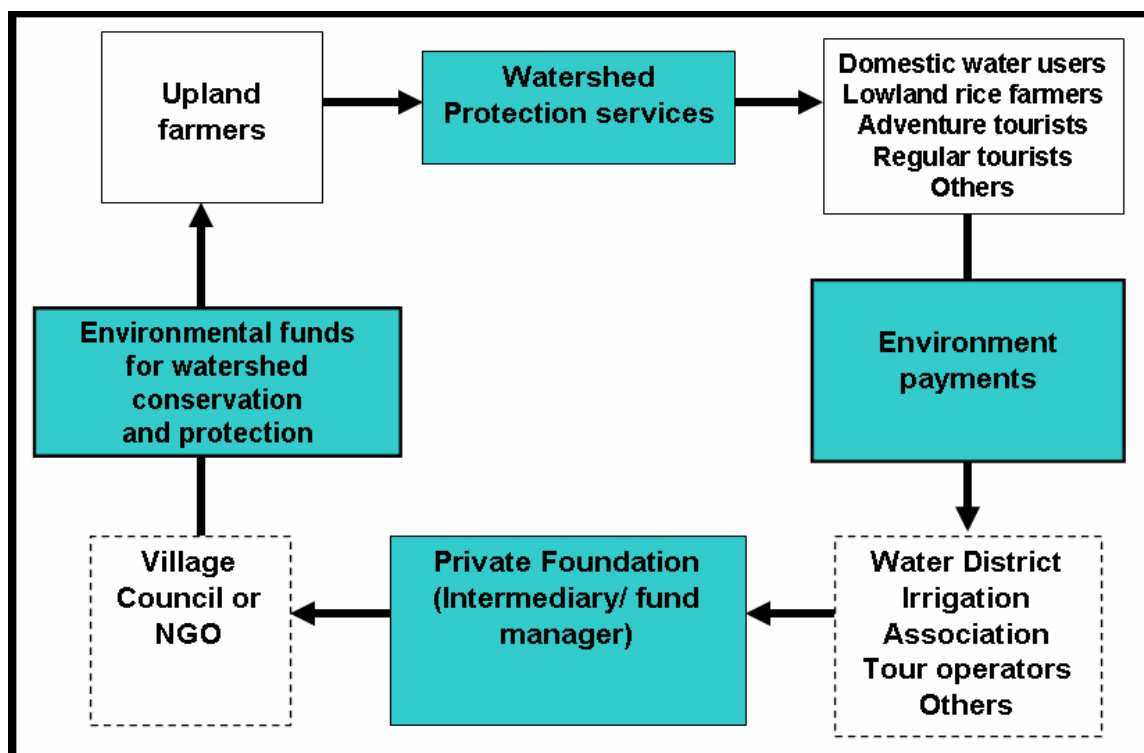 Upland
farmers
Watershed
Protection services
Domestic water users
Lowland rice farmers
Adventure tourists
Regular tourists
Others
Environmental funds
for watershed
conservation
and protection
Environment
payments
Village
Council or
NGO
Private Foundation
(Intermediary/ fund
manager)
Water District
Irrigation
Association
Tour operators
Others